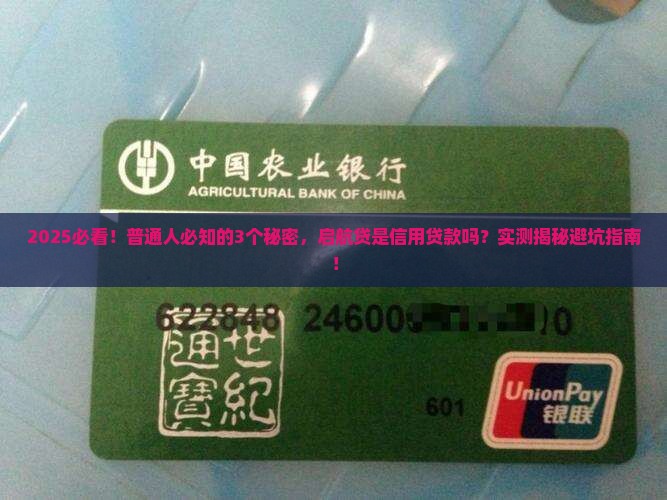 中国农业银行
AGRICULTURAL BANK OF CHINA
2025必看！普通人必知的3个秘密，启航贷是信用贷款吗？实测揭秘避坑指南
！
622848 24600
0
世紀
通寶
601
UnionPay
银联